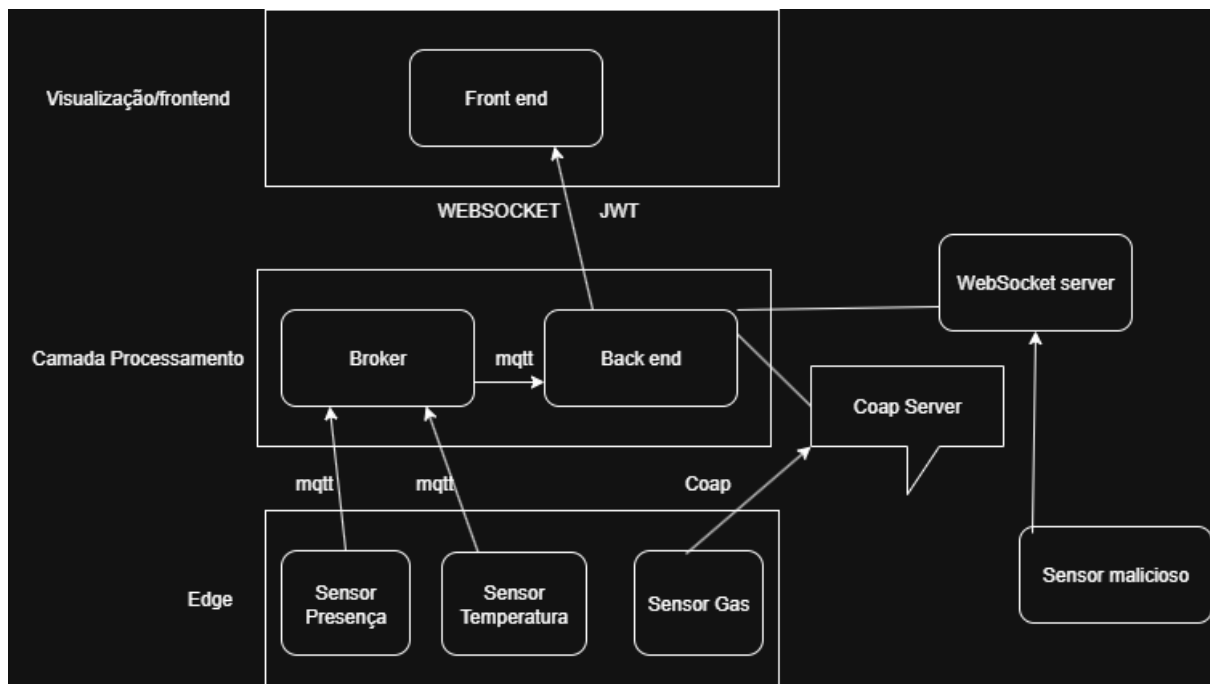 Visualização/frontend
Front end
WEBSOCKET
JWT
WebSocket server
Camada Processamento
Broker
mqtt
Back end
Coap Server
mqtt
mqtt
Coap
Edge
Sensor
Presença
Sensor
Temperatura
Sensor Gas
Sensor malicioso